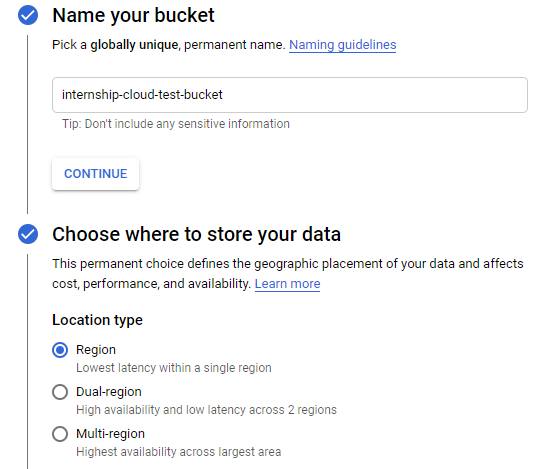 Name your bucket
Pick a globally unique, permanent name. Naming guidelines
internship-cloud-test-bucket
Tip: Don't include any sensitive information
CONTINUE
Choose where to store your data
This permanent choice defines the geographic placement of your data and affects
cost, performance, and availability. Learn more
Location type
Region
Lowest latency within a single region
Dual-region
High availability and low latency across 2 regions
Multi-region
Highest availability across largest area